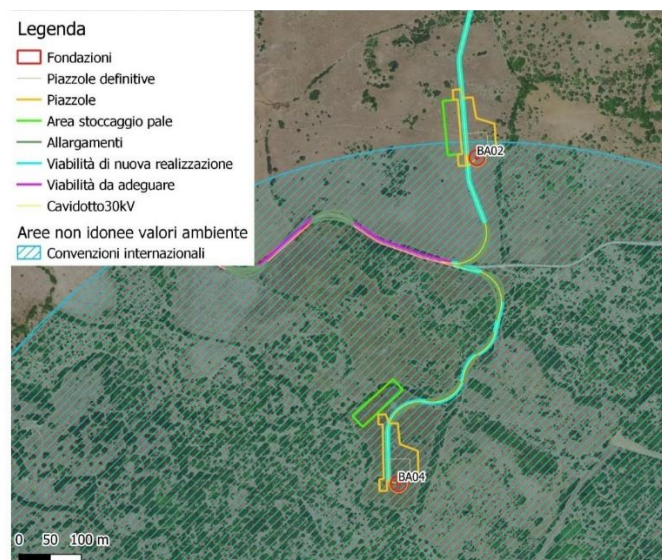 Legenda
Fondazioni
Piazzole definitive
Piazzole
Area stoccaggio pale
Allargamenti
Viabilità di nuova realizzazione
Viabilità da adeguare
Cavidotto30kV
Aree non idonee valori ambiente
Convenzioni internazionali
BA02
BA04
0 50 100 m